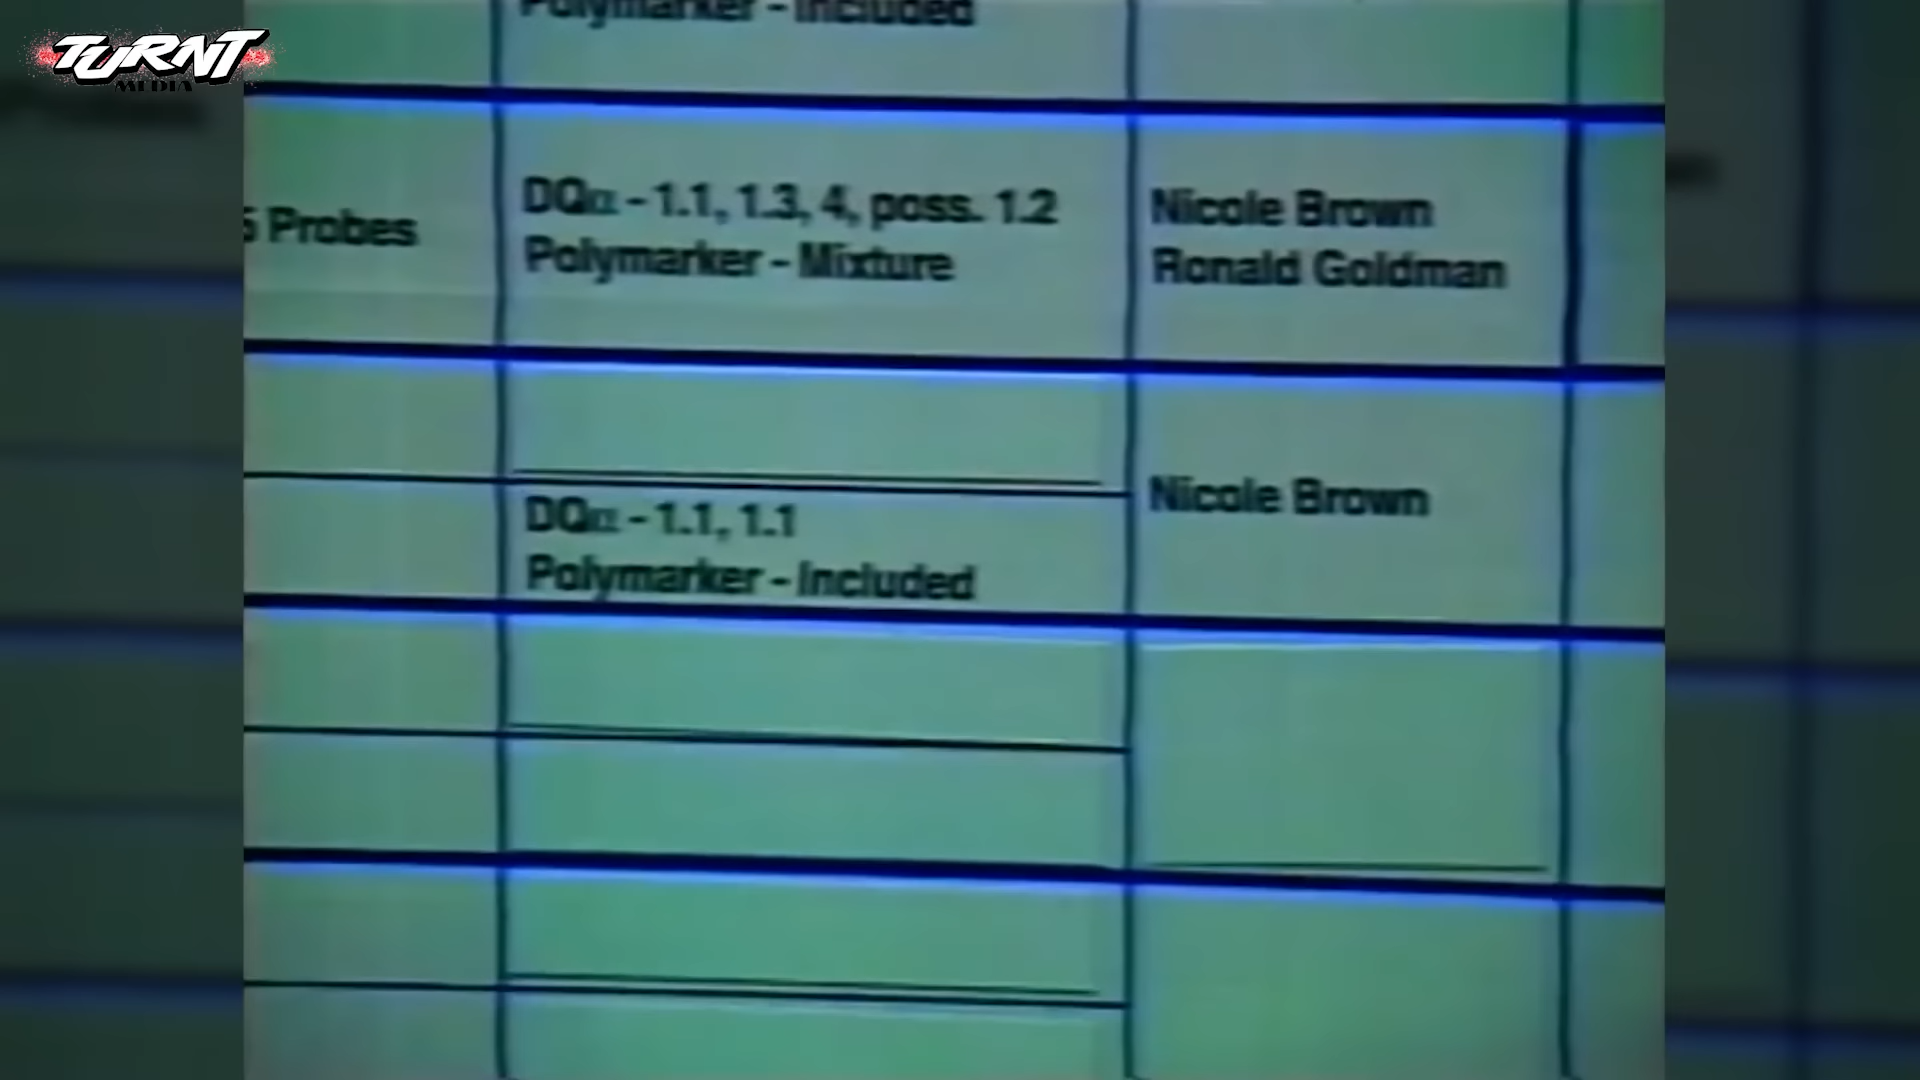 TURNT
MEDIA
Polymarker - Included
5 Probes
DQα - 1.1, 1.3, 4, poss. 1.2
Polymarker - Mixture
Nicole Brown
Ronald Goldman
DQα - 1.1, 1.1
Polymarker - Included
Nicole Brown